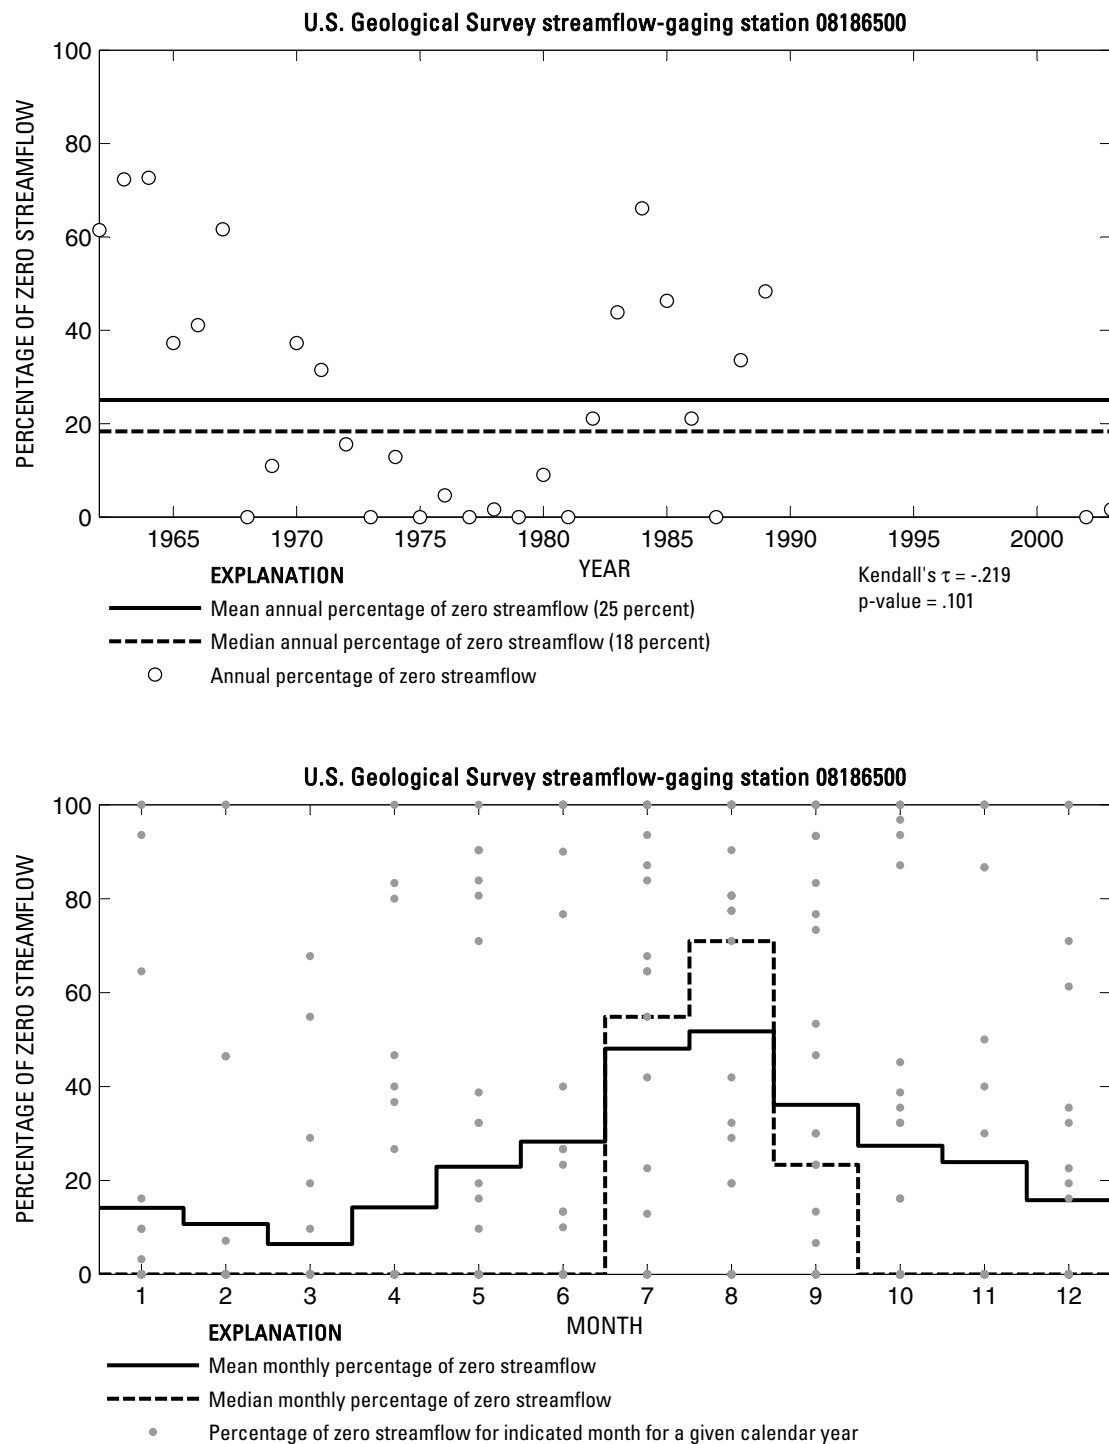 U.S. Geological Survey streamflow-gaging station 08186500
PERCENTAGE OF ZERO STREAMFLOW
100
80
60
40
20
0
1965 1970 1975 1980 1985 1990 1995 2000
YEAR
Kendall's τ = -.219
p-value = .101
EXPLANATION
Mean annual percentage of zero streamflow (25 percent)
Median annual percentage of zero streamflow (18 percent)
Annual percentage of zero streamflow
U.S. Geological Survey streamflow-gaging station 08186500
PERCENTAGE OF ZERO STREAMFLOW
100
80
60
40
20
0
1 2 3 4 5 6 7 8 9 10 11 12
MONTH
EXPLANATION
Mean monthly percentage of zero streamflow
Median monthly percentage of zero streamflow
Percentage of zero streamflow for indicated month for a given calendar year